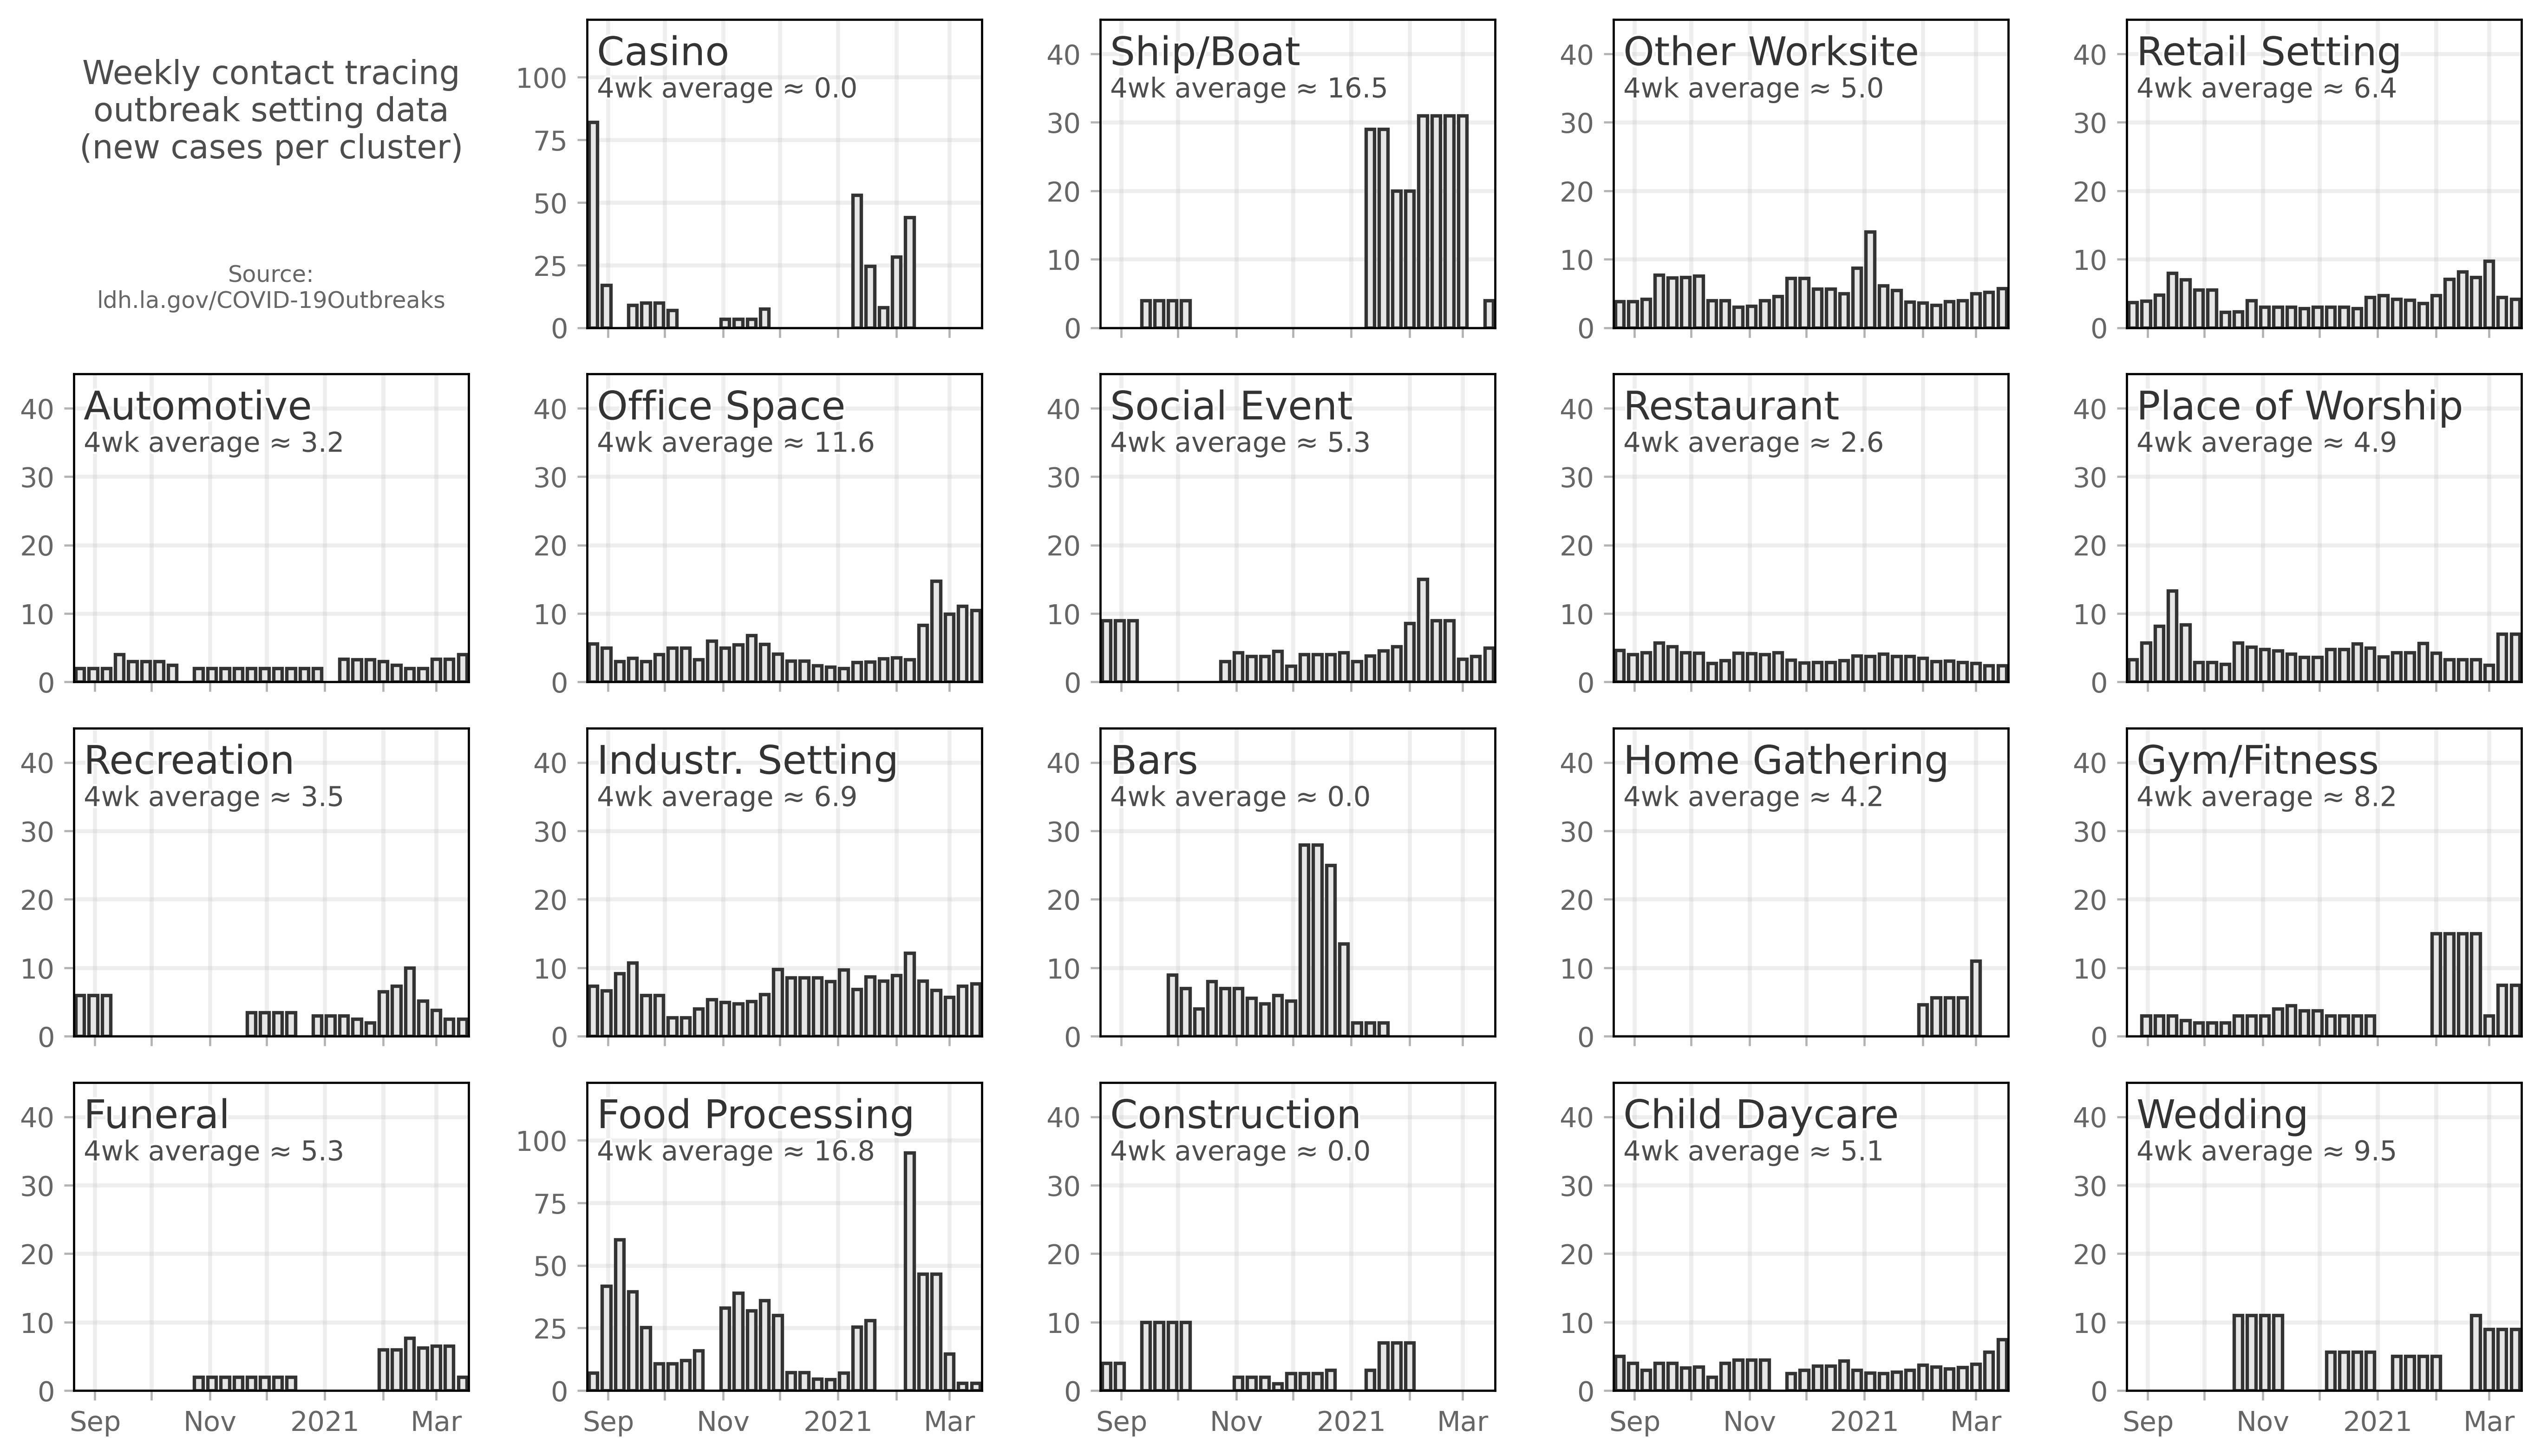 Weekly contact tracing
outbreak setting data
(new cases per cluster)
Source:
ldh.la.gov/COVID-19Outbreaks
Casino
4wk average ≈ 0.0
100
75
50
25
0
Ship/Boat
4wk average ≈ 16.5
40
30
20
10
0
Other Worksite
4wk average ≈ 5.0
40
30
20
10
0
Retail Setting
4wk average ≈ 6.4
40
30
20
10
0
Automotive
4wk average ≈ 3.2
40
30
20
10
0
Office Space
4wk average ≈ 11.6
40
30
20
10
0
Social Event
4wk average ≈ 5.3
40
30
20
10
0
Restaurant
4wk average ≈ 2.6
40
30
20
10
0
Place of Worship
4wk average ≈ 4.9
40
30
20
10
0
Recreation
4wk average ≈ 3.5
40
30
20
10
0
Industr. Setting
4wk average ≈ 6.9
40
30
20
10
0
Bars
4wk average ≈ 0.0
40
30
20
10
0
Home Gathering
4wk average ≈ 4.2
40
30
20
10
0
Gym/Fitness
4wk average ≈ 8.2
40
30
20
10
0
Funeral
4wk average ≈ 5.3
40
30
20
10
0
Sep Nov 2021 Mar
Food Processing
4wk average ≈ 16.8
100
75
50
25
0
Sep Nov 2021 Mar
Construction
4wk average ≈ 0.0
40
30
20
10
0
Sep Nov 2021 Mar
Child Daycare
4wk average ≈ 5.1
40
30
20
10
0
Sep Nov 2021 Mar
Wedding
4wk average ≈ 9.5
40
30
20
10
0
Sep Nov 2021 Mar